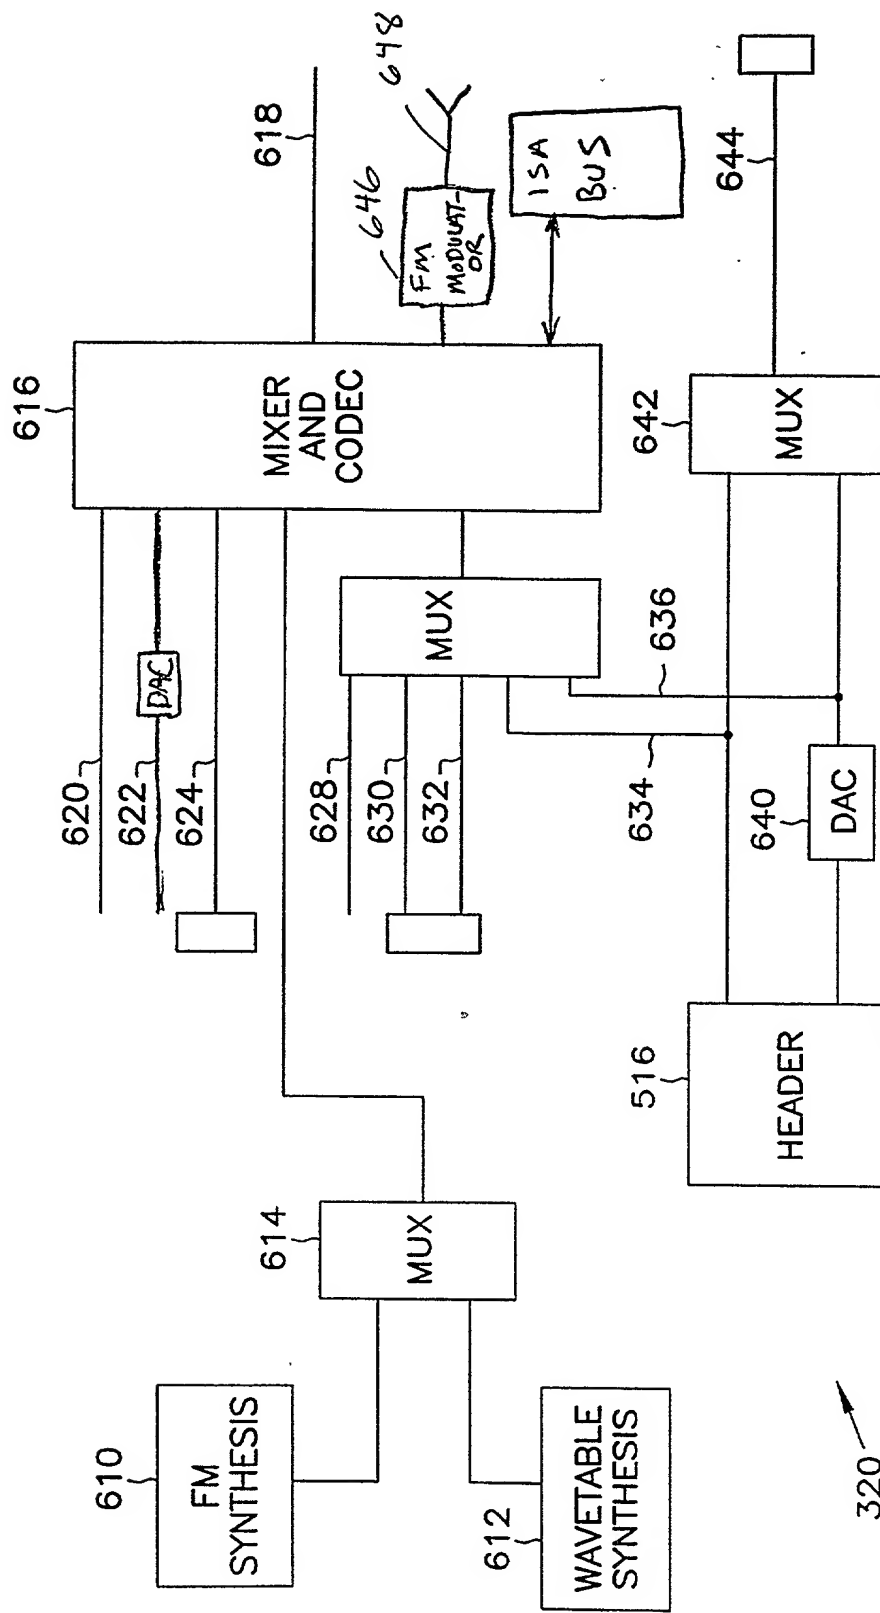 610
FM
SYNTHESIS
612
WAVETABLE
SYNTHESIS
614
MUX
620
622
DAC
624
628
630
632
MUX
634
636
616
MIXER
AND
CODEC
618
FM
MODULAT-
OR
646
648
ISA
BUS
516
HEADER
640
DAC
642
MUX
644
320